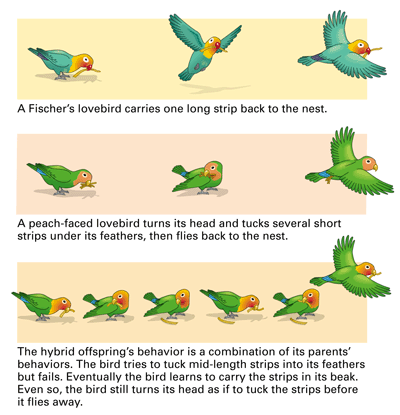 A Fischer's lovebird carries one long strip back to the nest.
A peach-faced lovebird turns its head and tucks several short
strips under its feathers, then flies back to the nest.
The hybrid offspring's behavior is a combination of its parents'
behaviors. The bird tries to tuck mid-length strips into its feathers
but fails. Eventually the bird learns to carry the strips in its beak.
Even so, the bird still turns its head as if to tuck the strips before
it flies away.